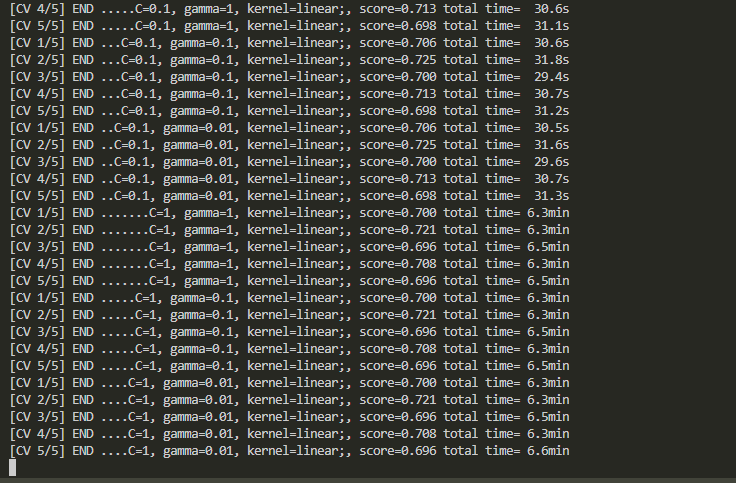 [CV 4/5] END .....C=0.1, gamma=1, kernel=linear;, score=0.713 total time=  30.6s
[CV 5/5] END .....C=0.1, gamma=1, kernel=linear;, score=0.698 total time=  31.1s
[CV 1/5] END ...C=0.1, gamma=0.1, kernel=linear;, score=0.706 total time=  30.6s
[CV 2/5] END ...C=0.1, gamma=0.1, kernel=linear;, score=0.725 total time=  31.8s
[CV 3/5] END ...C=0.1, gamma=0.1, kernel=linear;, score=0.700 total time=  29.4s
[CV 4/5] END ...C=0.1, gamma=0.1, kernel=linear;, score=0.713 total time=  30.7s
[CV 5/5] END ...C=0.1, gamma=0.1, kernel=linear;, score=0.698 total time=  31.2s
[CV 1/5] END ..C=0.1, gamma=0.01, kernel=linear;, score=0.706 total time=  30.5s
[CV 2/5] END ..C=0.1, gamma=0.01, kernel=linear;, score=0.725 total time=  31.6s
[CV 3/5] END ..C=0.1, gamma=0.01, kernel=linear;, score=0.700 total time=  29.6s
[CV 4/5] END ..C=0.1, gamma=0.01, kernel=linear;, score=0.713 total time=  30.7s
[CV 5/5] END ..C=0.1, gamma=0.01, kernel=linear;, score=0.698 total time=  31.3s
[CV 1/5] END .......C=1, gamma=1, kernel=linear;, score=0.700 total time= 6.3min
[CV 2/5] END .......C=1, gamma=1, kernel=linear;, score=0.721 total time= 6.3min
[CV 3/5] END .......C=1, gamma=1, kernel=linear;, score=0.696 total time= 6.5min
[CV 4/5] END .......C=1, gamma=1, kernel=linear;, score=0.708 total time= 6.3min
[CV 5/5] END .......C=1, gamma=1, kernel=linear;, score=0.696 total time= 6.5min
[CV 1/5] END .....C=1, gamma=0.1, kernel=linear;, score=0.700 total time= 6.3min
[CV 2/5] END .....C=1, gamma=0.1, kernel=linear;, score=0.721 total time= 6.3min
[CV 3/5] END .....C=1, gamma=0.1, kernel=linear;, score=0.696 total time= 6.5min
[CV 4/5] END .....C=1, gamma=0.1, kernel=linear;, score=0.708 total time= 6.3min
[CV 5/5] END .....C=1, gamma=0.1, kernel=linear;, score=0.696 total time= 6.5min
[CV 1/5] END ....C=1, gamma=0.01, kernel=linear;, score=0.700 total time= 6.3min
[CV 2/5] END ....C=1, gamma=0.01, kernel=linear;, score=0.721 total time= 6.3min
[CV 3/5] END ....C=1, gamma=0.01, kernel=linear;, score=0.696 total time= 6.5min
[CV 4/5] END ....C=1, gamma=0.01, kernel=linear;, score=0.708 total time= 6.3min
[CV 5/5] END ....C=1, gamma=0.01, kernel=linear;, score=0.696 total time= 6.6min